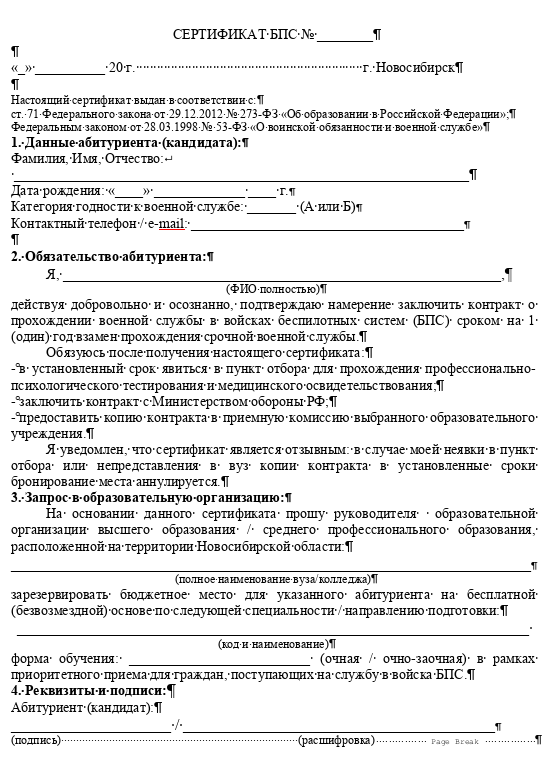 СЕРТИФИКАТ БПС № ________¶
¶
«_» __________ 20 г. г. Новосибирск¶
¶
Настоящий сертификат выдан в соответствии с:¶
ст. 71 Федерального закона от 29.12.2012 № 273-ФЗ «Об образовании в Российской Федерации»;¶
Федеральным законом от 28.03.1998 № 53-ФЗ «О воинской обязанности и военной службе»¶
1. Данные абитуриента (кандидата):¶
Фамилия, Имя, Отчество:↵
_________________________________________________________________¶
Дата рождения: «____» _____________ ____ г.¶
Категория годности к военной службе: _______ (А или Б)¶
Контактный телефон / e-mail: _______________________________________¶
¶
2. Обязательство абитуриента:¶
Я, _______________________________________________________________,¶
(ФИО полностью)¶
действуя добровольно и осознанно, подтверждаю намерение заключить контракт о
прохождении военной службы в войсках беспилотных систем (БПС) сроком на 1
(один) год взамен прохождения срочной военной службы.¶
Обязуюсь после получения настоящего сертификата:¶
-°в установленный срок явиться в пункт отбора для прохождения профессионально-
психологического тестирования и медицинского освидетельствования;¶
-°заключить контракт с Министерством обороны РФ;¶
-°предоставить копию контракта в приемную комиссию выбранного образовательного
учреждения.¶
Я уведомлен, что сертификат является отзывным: в случае моей неявки в пункт
отбора или непредставления в вуз копии контракта в установленные сроки
бронирование места аннулируется.¶
3. Запрос в образовательную организацию:¶
На основании данного сертификата прошу руководителя образовательной
организации высшего образования / среднего профессионального образования,
расположенной на территории Новосибирской области:¶
__________________________________________________________________________¶
(полное наименование вуза/колледжа)¶
зарезервировать бюджетное место для указанного абитуриента на бесплатной
(безвозмездной) основе по следующей специальности / направлению подготовки:¶
_________________________________________________________________________.
(код и наименование)¶
форма обучения: __________________________ (очная / очно-заочная) в рамках
приоритетного приема для граждан, поступающих на службу в войска БПС.¶
4. Реквизиты и подписи:¶
Абитуриент (кандидат):¶
_______________________ / ____________________________________________¶
(подпись) (расшифровка) Page Break ¶